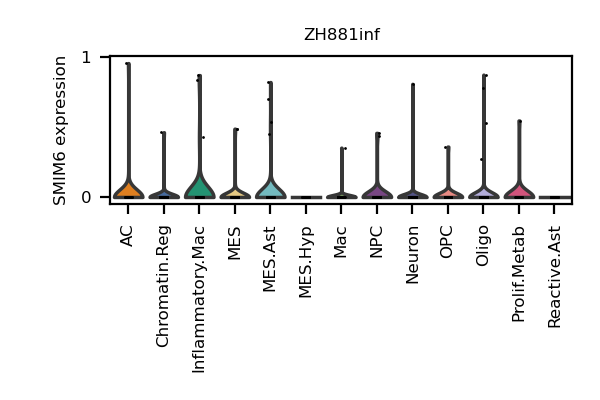 ZH881inf
SMIM6 expression
1
0
AC
Chromatin.Reg
Inflammatory.Mac
MES
MES.Ast
MES.Hyp
Mac
NPC
Neuron
OPC
Oligo
Prolif.Metab
Reactive.Ast